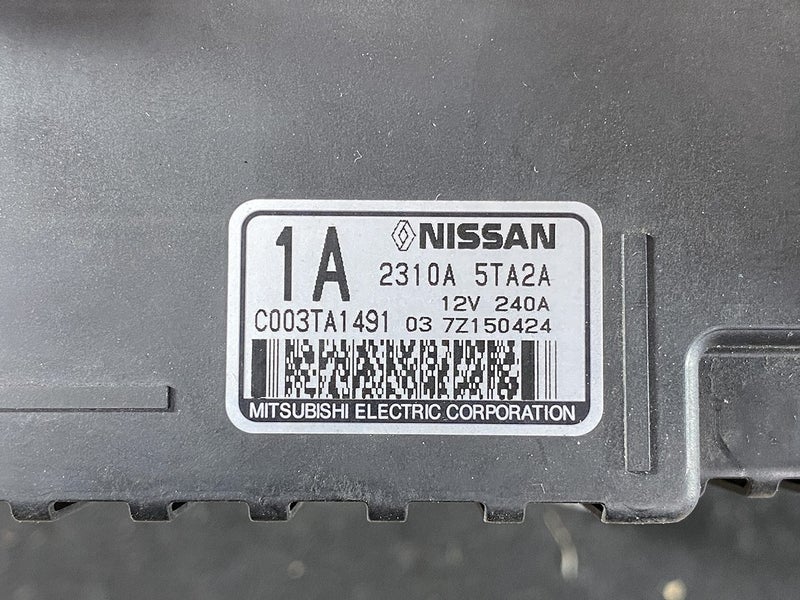 1A
NISSAN
2310A 5TA2A
12V 240A
C003TA1491 03 7Z150424
MITSUBISHI ELECTRIC CORPORATION